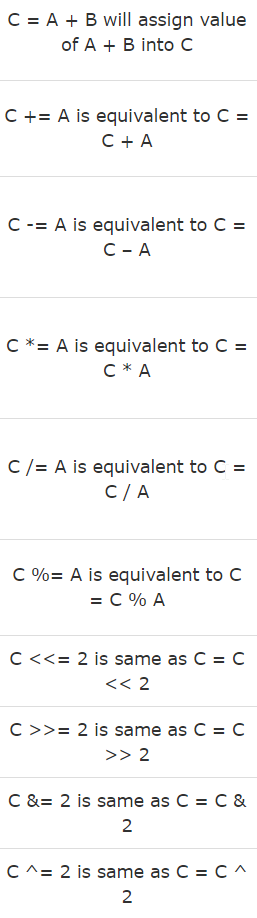 C = A + B will assign value
of A + B into C
C += A is equivalent to C =
C + A
C -= A is equivalent to C =
C – A
C *= A is equivalent to C =
C * A
C /= A is equivalent to C =
C / A
C %= A is equivalent to C
= C % A
C <<= 2 is same as C = C
<< 2
C >>= 2 is same as C = C
>> 2
C &= 2 is same as C = C &
2
C ^= 2 is same as C = C ^
2